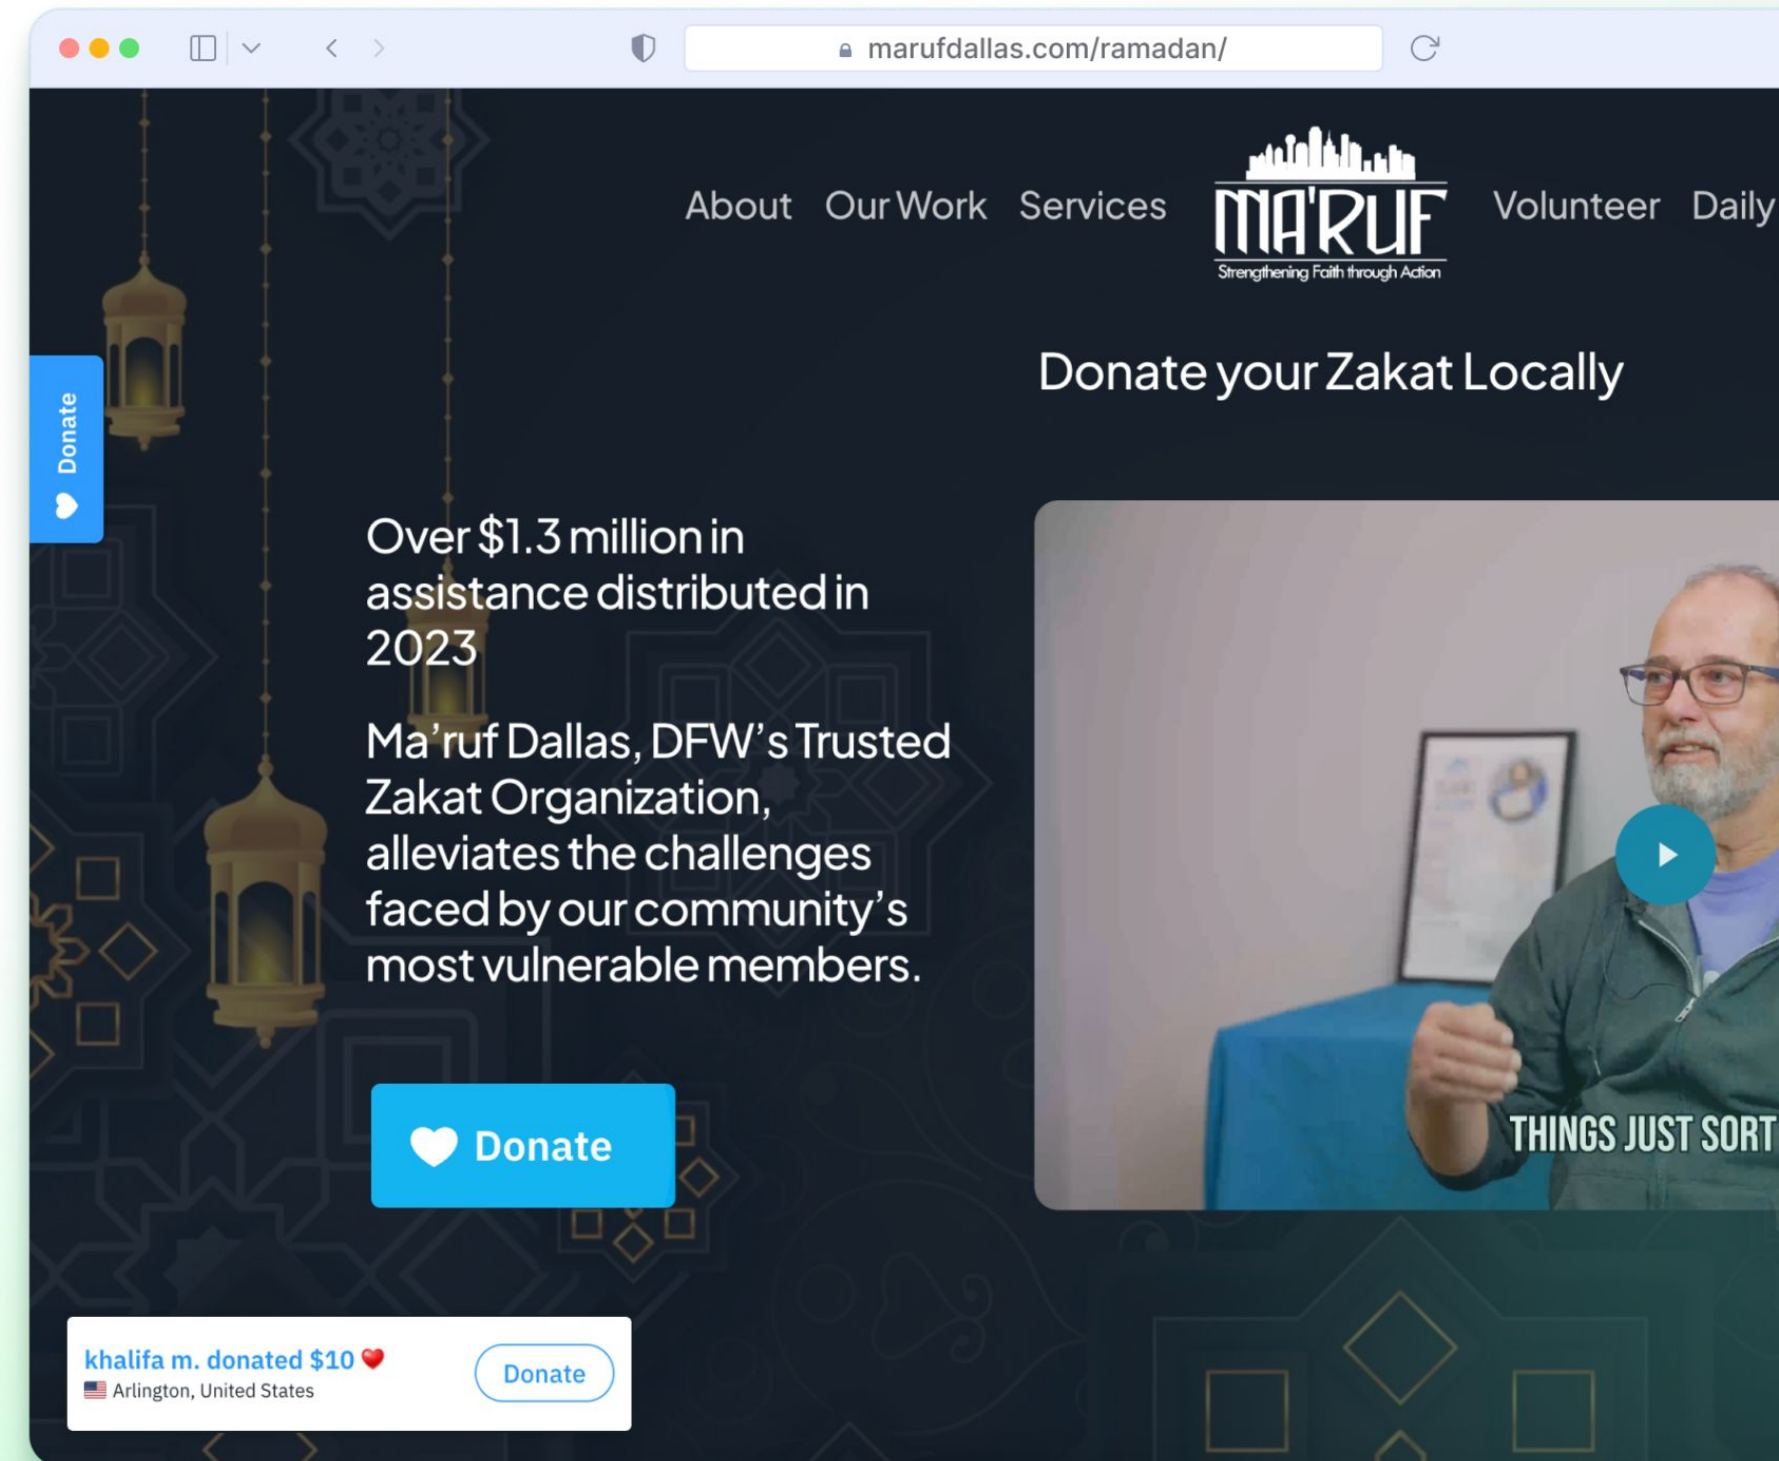 marufdallas.com/ramadan/
About Our Work Services
MA'RUF
Strengthening Faith through Action
Volunteer Daily
Donate your Zakat Locally
Donate
Over $1.3 million in
assistance distributed in
2023
Ma’ruf Dallas, DFW’s Trusted
Zakat Organization,
alleviates the challenges
faced by our community’s
most vulnerable members.
THINGS JUST SORT
Donate
khalifa m. donated $10 ❤️
Arlington, United States
Donate